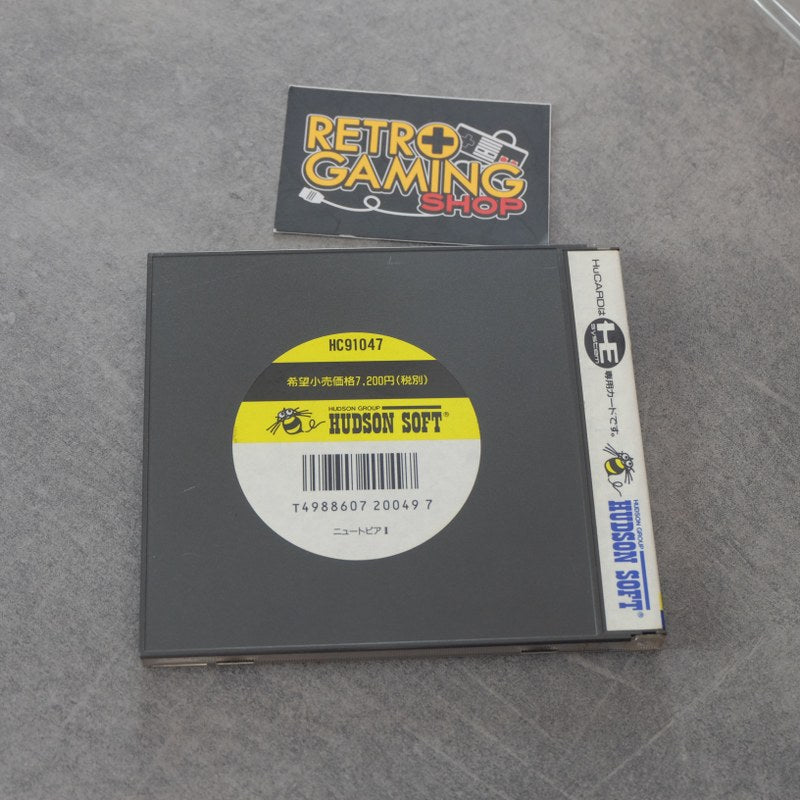 RETRO
GAMING
SHOP
HC91047
希望小売価格7,200円(税別)
HUDSON GROUP
HUDSON SOFT®
T4988607 20049 7
ニュートピアⅡ
HuCARDは HE system 専用カードです。
HUDSON GROUP
HUDSON SOFT®